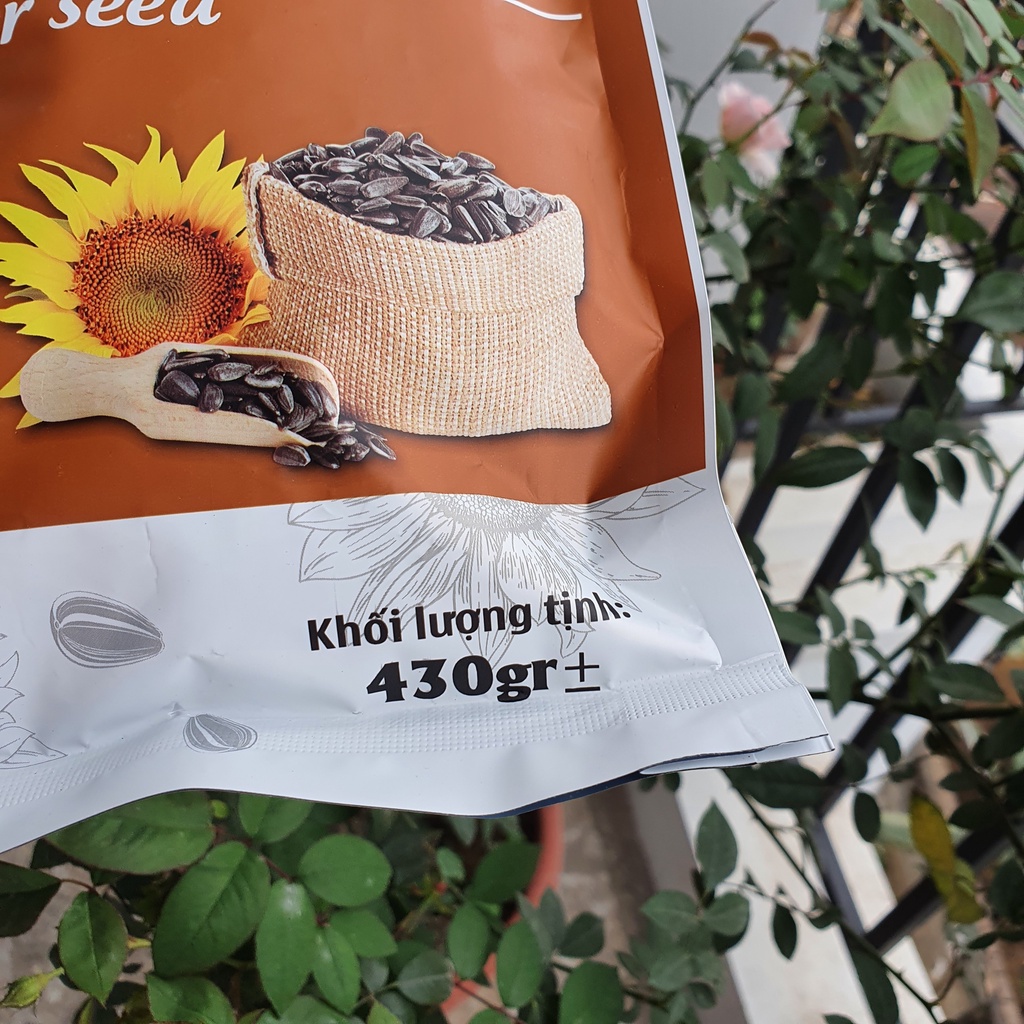 r seed
Khối lượng tịnh:
430gr±